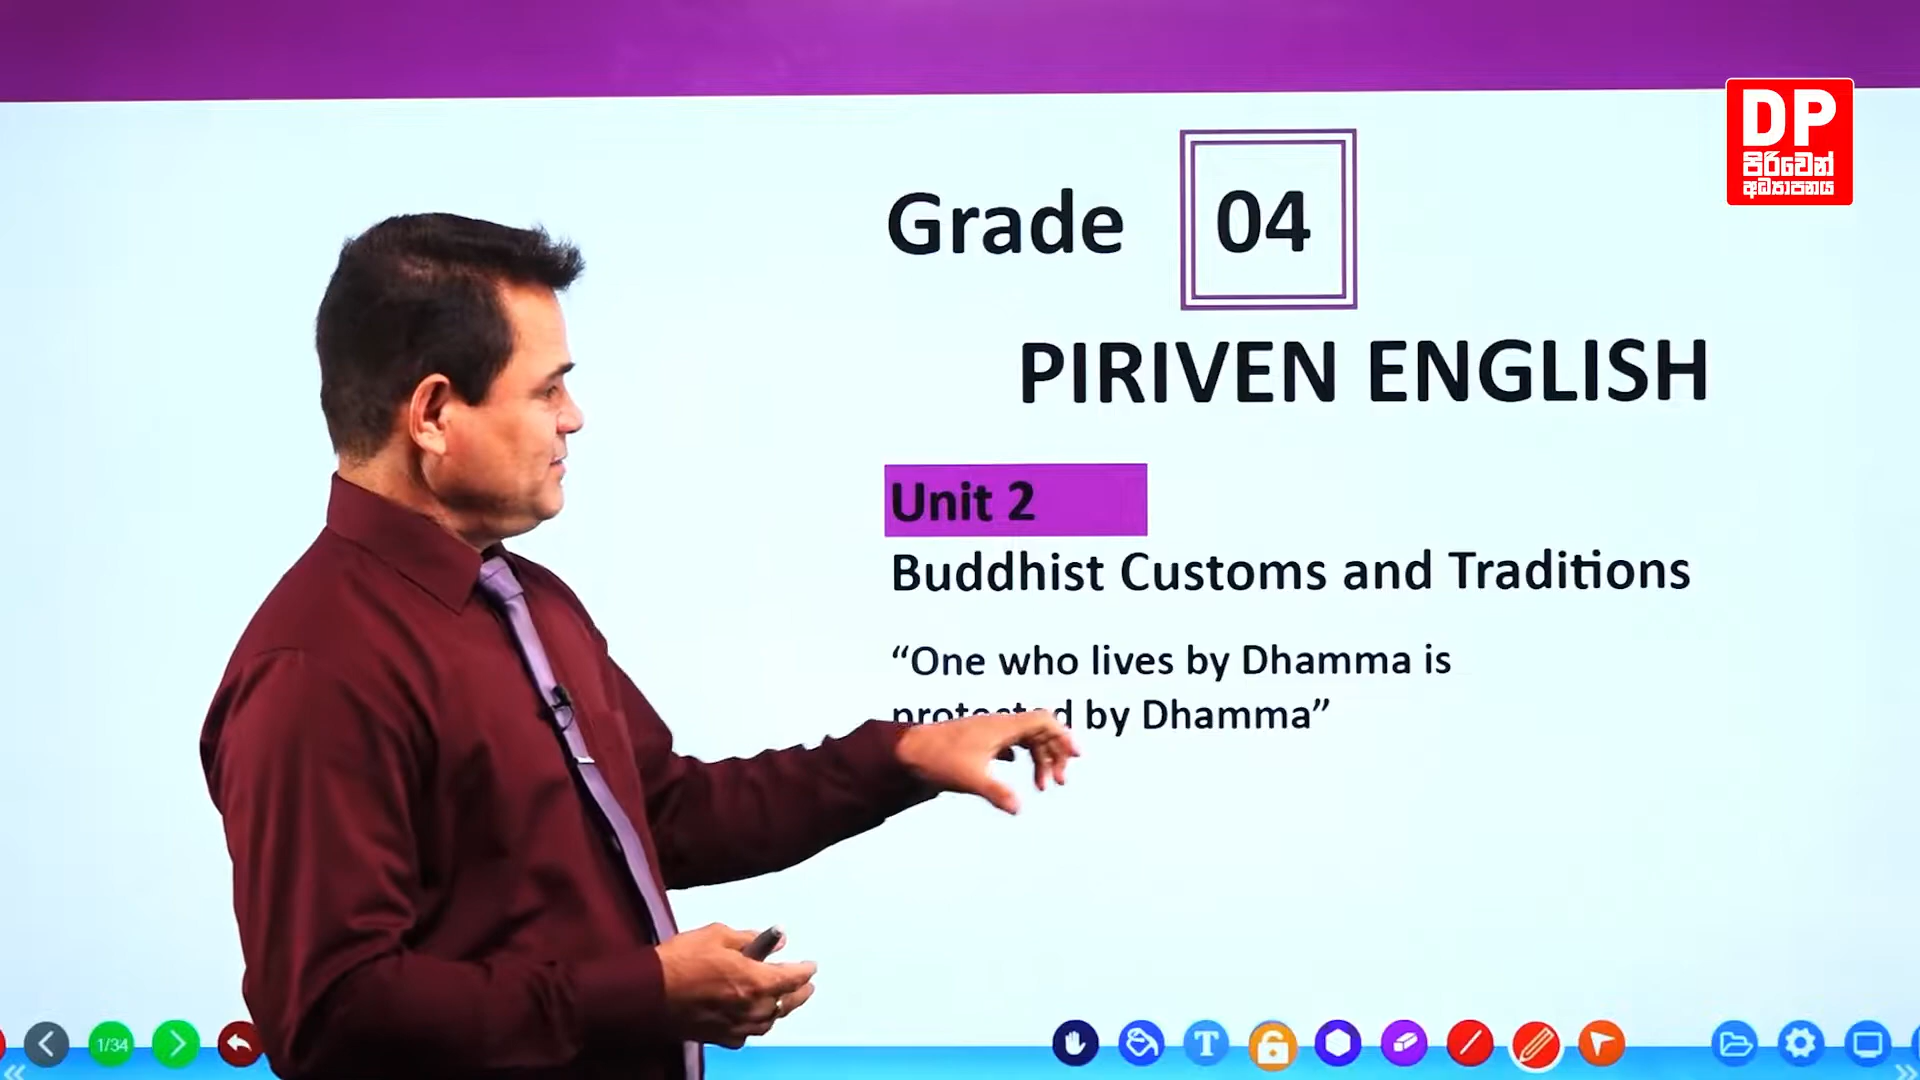 DP
පිරිවෙන්
අධ්‍යාපනය
Grade 04
PIRIVEN ENGLISH
Unit 2
Buddhist Customs and Traditions
“One who lives by Dhamma is
protected by Dhamma”
1/34
T